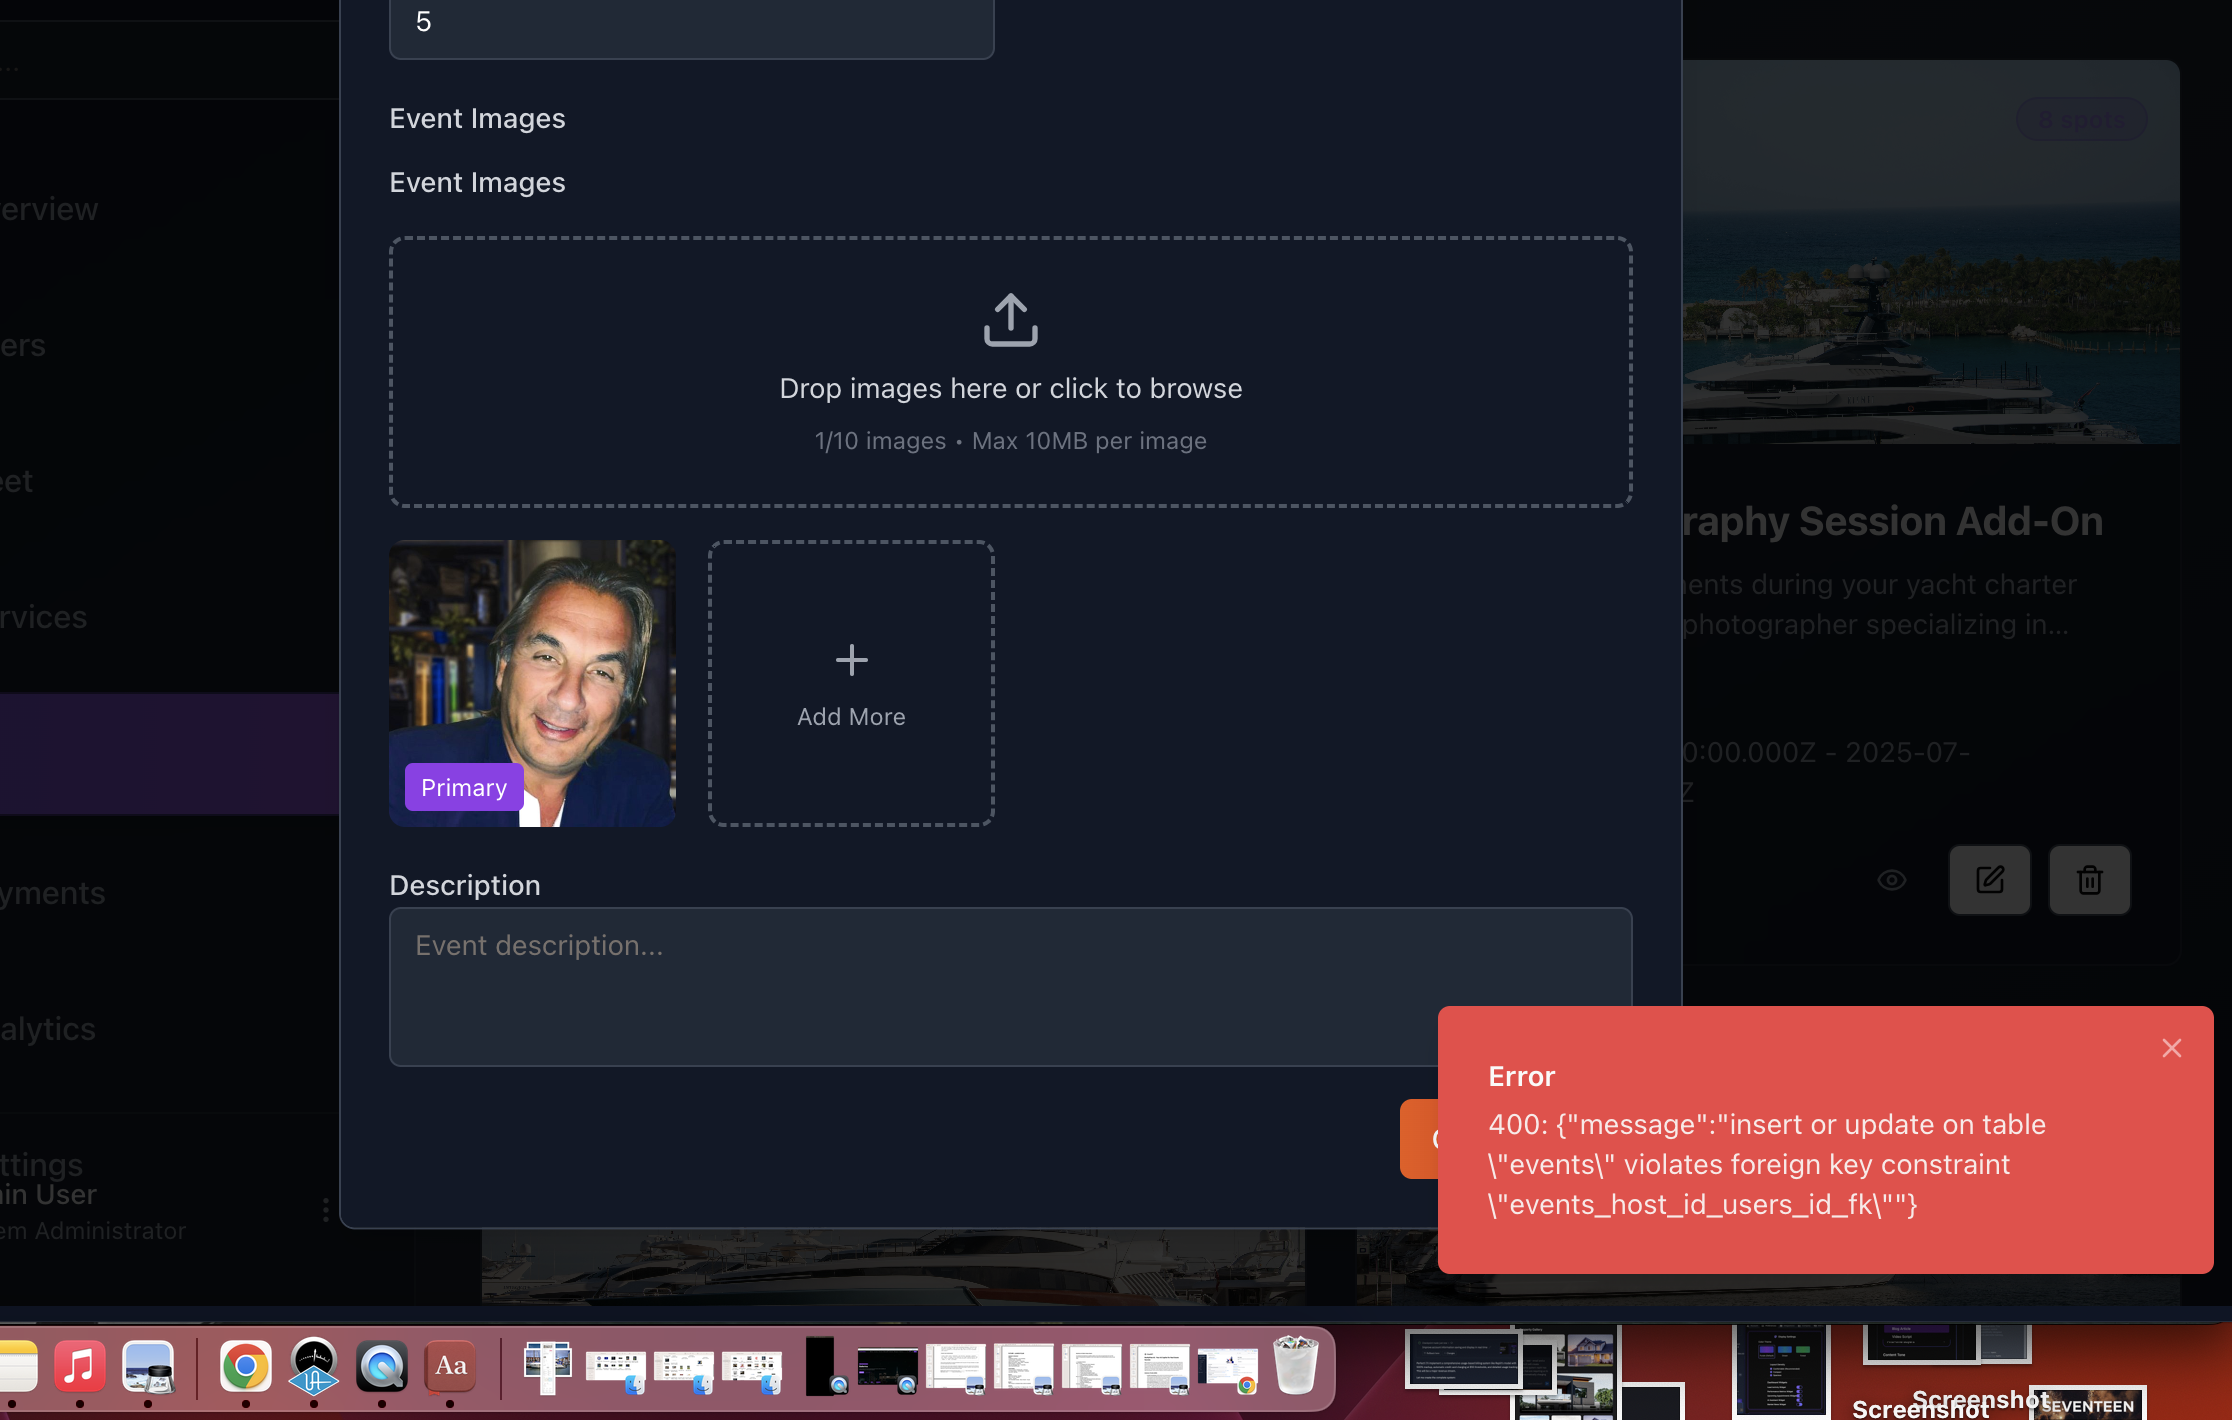 5
...
Event Images
8 spots
Event Images
erview
Drop images here or click to browse
ers
1/10 images • Max 10MB per image
eet
raphy Session Add-On
ents during your yacht charter
rvices
photographer specializing in...
Add More
0:00.000Z - 2025-07-
Primary
Z
Description
yments
Event description...
alytics
Error
400: {"message":"insert or update on table
\"events\" violates foreign key constraint
\"events_host_id_users_id_fk\""}
ttings
in User
em Administrator
Aa
Screenshot
Screenshot
SEVENTEEN